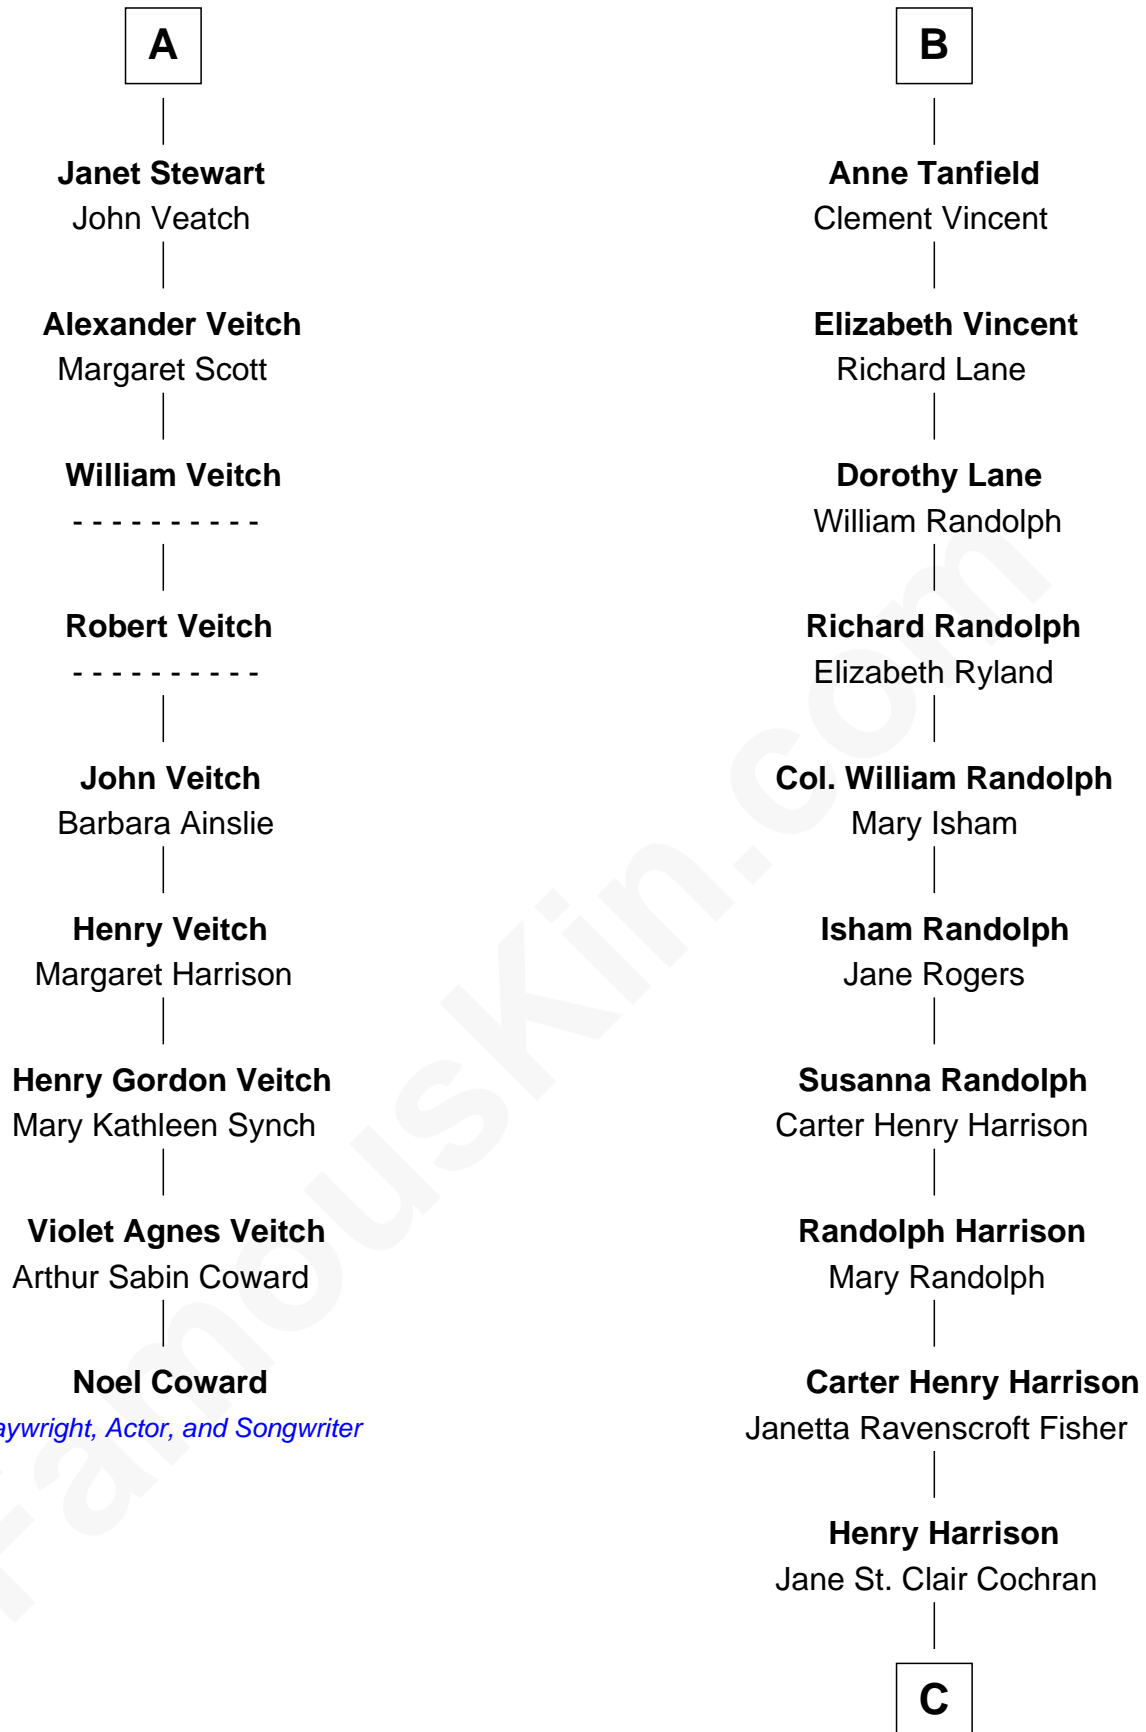 A
Janet Stewart
John Veatch
Alexander Veitch
Margaret Scott
William Veitch
- - - - - - - - - -
Robert Veitch
- - - - - - - - - -
John Veitch
Barbara Ainslie
Henry Veitch
Margaret Harrison
Henry Gordon Veitch
Mary Kathleen Synch
Violet Agnes Veitch
Arthur Sabin Coward
Noel Coward
aywright, Actor, and Songwriter
B
Anne Tanfield
Clement Vincent
Elizabeth Vincent
Richard Lane
Dorothy Lane
William Randolph
Richard Randolph
Elizabeth Ryland
Col. William Randolph
Mary Isham
Isham Randolph
Jane Rogers
Susanna Randolph
Carter Henry Harrison
Randolph Harrison
Mary Randolph
Carter Henry Harrison
Janetta Ravenscroft Fisher
Henry Harrison
Jane St. Clair Cochran
C
FamousKin.com